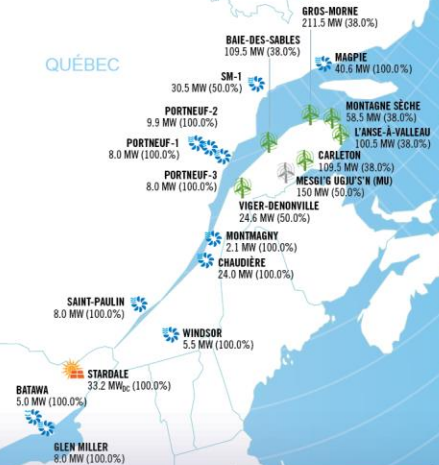 GROS-MORNE
211.5 MW (38.0%)
BAIE-DES-SABLES
109.5 MW (38.0%)
MAGPIE
40.6 MW (100.0%)
QUÉBEC
SM-1
30.5 MW (50.0%)
PORTNEUF-2
9.9 MW (100.0%)
MONTAGNE SÈCHE
58.5 MW (38.0%)
L'ANSE-À-VALLEAU
100.5 MW (38.0%)
PORTNEUF-1
8.0 MW (100.0%)
CARLETON
109.5 MW (38.0%)
PORTNEUF-3
8.0 MW (100.0%)
MESGI'G UGJU'S'N (MU)
150 MW (50.0%)
VIGER-DENONVILLE
24.6 MW (50.0%)
MONTMAGNY
2.1 MW (100.0%)
CHAUDIÈRE
24.0 MW (100.0%)
SAINT-PAULIN
8.0 MW (100.0%)
WINDSOR
5.5 MW (100.0%)
STARDALE
33.2 MWDC (100.0%)
BATAWA
5.0 MW (100.0%)
GLEN MILLER
8.0 MW (100.0%)